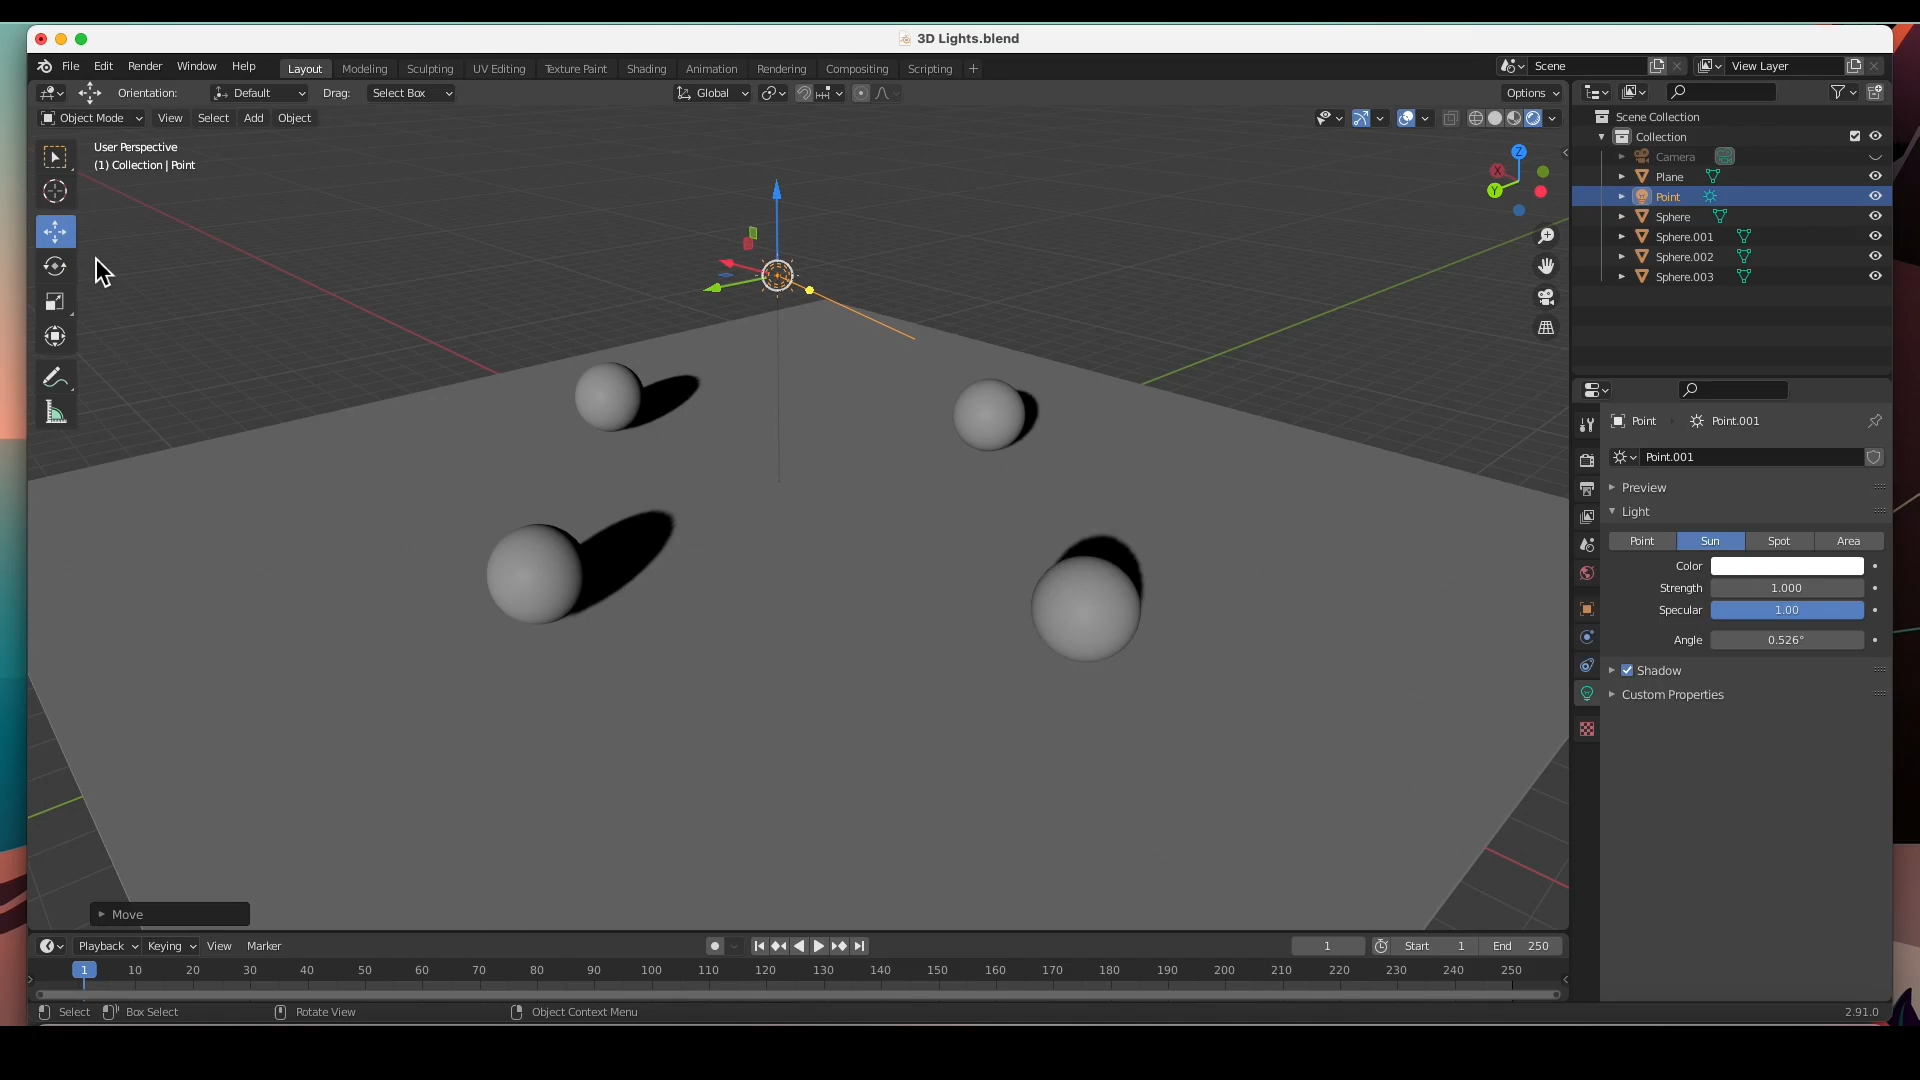 3D Lights.blend
File Edit Render Window Help Layout Modeling Sculpting UV Editing Texture Paint Shading Animation Rendering Compositing Scripting + Scene View Layer
Orientation: Default Drag: Select Box Global Options
Object Mode View Select Add Object
User Perspective
(1) Collection | Point
Z
X
Y
Scene Collection
Collection
Camera
Plane
Point
Sphere
Sphere.001
Sphere.002
Sphere.003
Point Point.001
Point.001
Preview
Light
Point Sun Spot Area
Color
Strength 1.000
Specular 1.00
Angle 0.526°
Shadow
Custom Properties
Move
Playback Keying View Marker 1 Start 1 End 250
1 10 20 30 40 50 60 70 80 90 100 110 120 130 140 150 160 170 180 190 200 210 220 230 240 250
Select Box Select Rotate View Object Context Menu 2.91.0